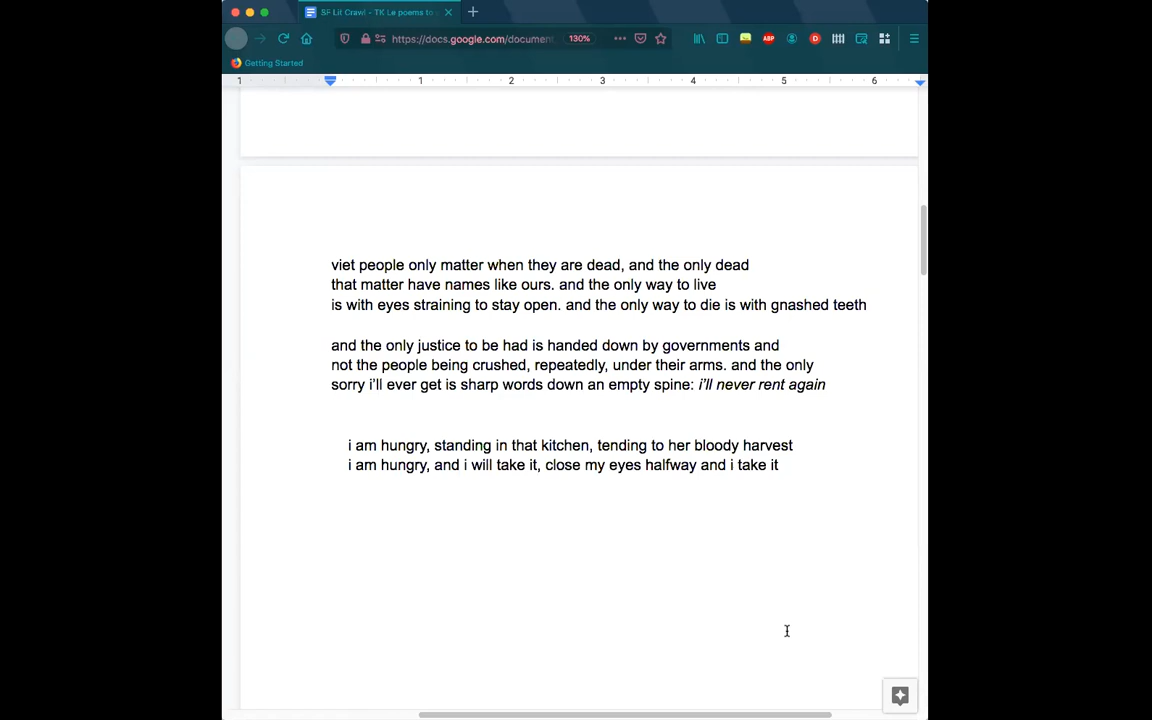 SF Lit Crawl - TK Le poems to
https://docs.google.com/document
130%
ABP
D
Getting Started
1 1 2 3 4 5 6
viet people only matter when they are dead, and the only dead
that matter have names like ours. and the only way to live
is with eyes straining to stay open. and the only way to die is with gnashed teeth
and the only justice to be had is handed down by governments and
not the people being crushed, repeatedly, under their arms. and the only
sorry i'll ever get is sharp words down an empty spine: i'll never rent again
i am hungry, standing in that kitchen, tending to her bloody harvest
i am hungry, and i will take it, close my eyes halfway and i take it